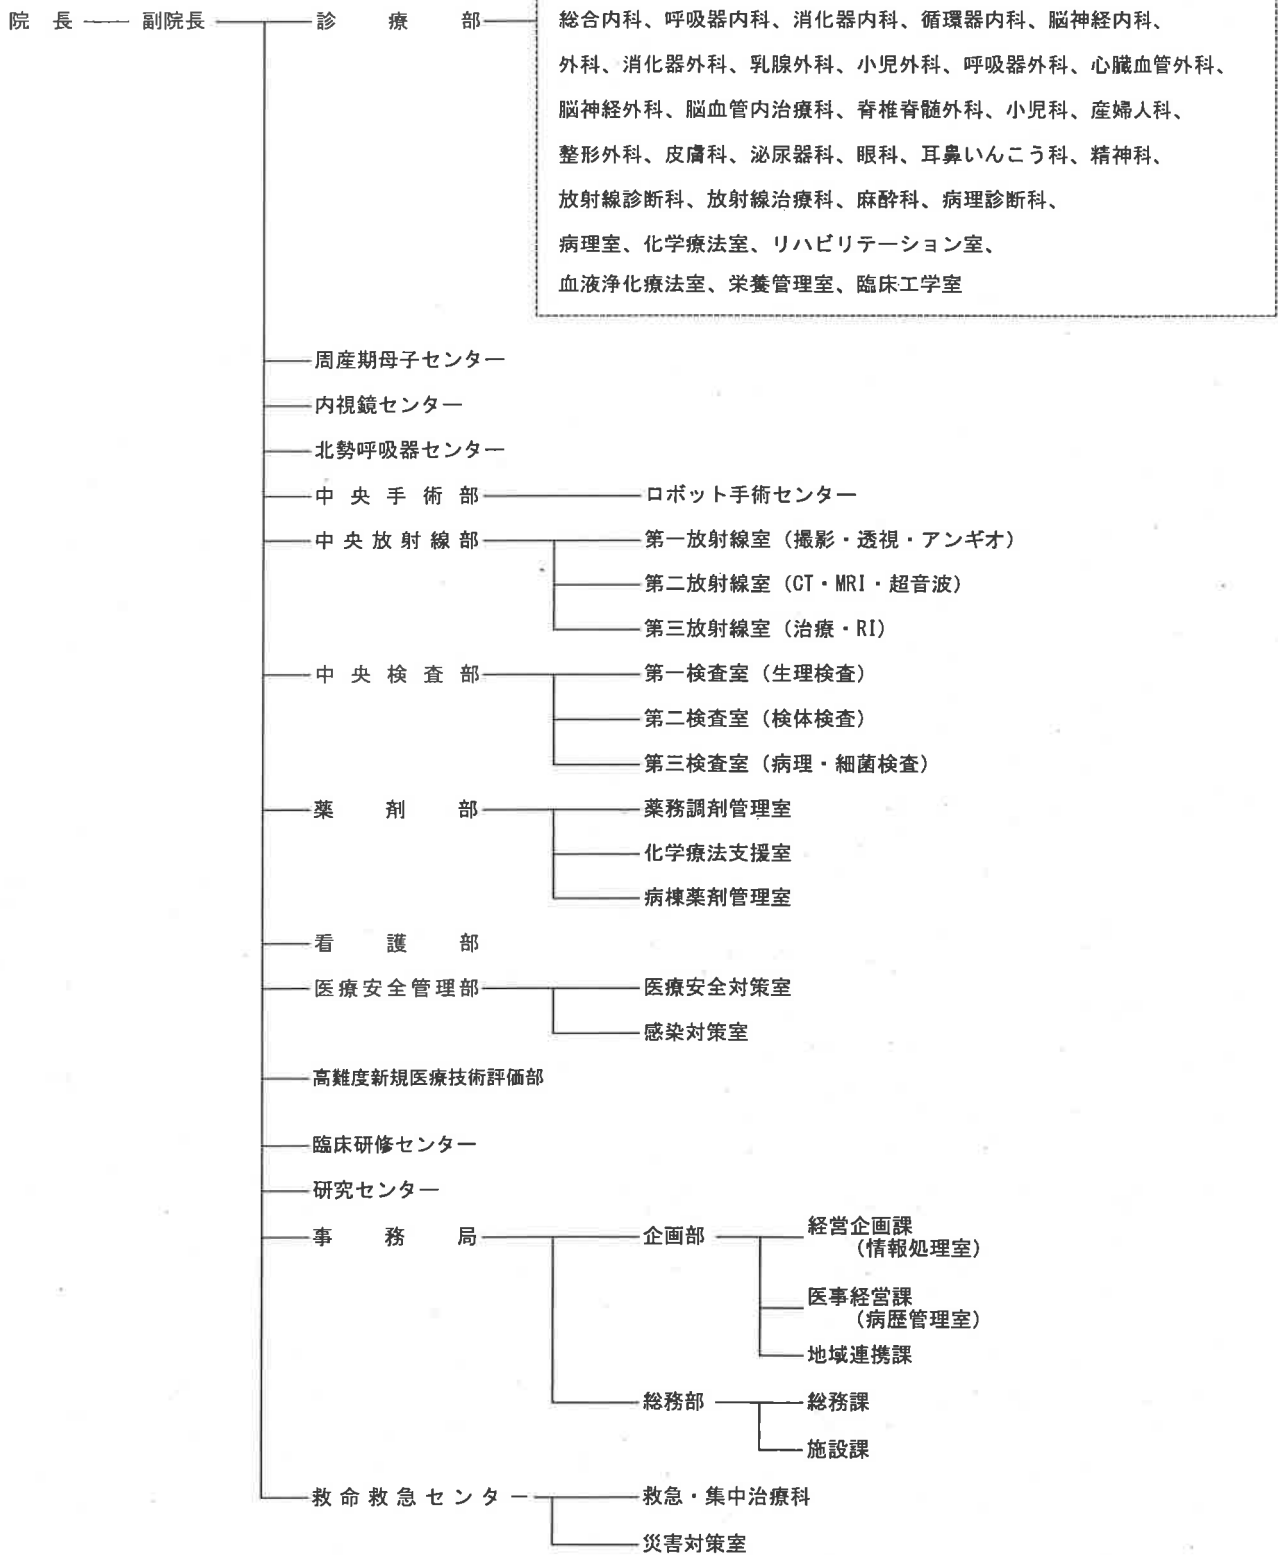 院長 副院長 診療部 総合内科、呼吸器内科、消化器内科、循環器内科、脳神経内科、
外科、消化器外科、乳腺外科、小児外科、呼吸器外科、心臓血管外科、
脳神経外科、脳血管内治療科、脊椎脊髄外科、小児科、産婦人科、
整形外科、皮膚科、泌尿器科、眼科、耳鼻いんこう科、精神科、
放射線診断科、放射線治療科、麻酔科、病理診断科、
病理室、化学療法室、リハビリテーション室、
血液浄化療法室、栄養管理室、臨床工学室
周産期母子センター
内視鏡センター
北勢呼吸器センター
中央手術部 ロボット手術センター
中央放射線部 第一放射線室（撮影・透視・アンギオ）
第二放射線室（CT・MRI・超音波）
第三放射線室（治療・RI）
中央検査部 第一検査室（生理検査）
第二検査室（検体検査）
第三検査室（病理・細菌検査）
薬剤部 薬務調剤管理室
化学療法支援室
病棟薬剤管理室
看護部
医療安全管理部 医療安全対策室
感染対策室
高難度新規医療技術評価部
臨床研修センター
研究センター
事務局 企画部 経営企画課
（情報処理室）
医事経営課
（病歴管理室）
地域連携課
総務部 総務課
施設課
救命救急センター 救急・集中治療科
災害対策室